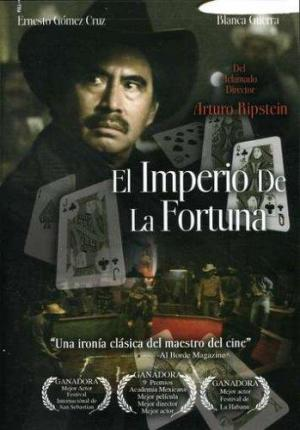 Ernesto Gómez Cruz
Blanca Guerra
Del
Aclamado
Director
Arturo Ripstein
El Imperio De
La Fortuna
"Una ironía clásica del maestro del cine"
-Al Borde Magazine
GANADORA
Mejor Actor
Festival
Internacional de
San Sebastian
GANADORA
9 Premios
Academia Mexicana
Mejor película
Mejor director
Mejor actor
GANADORA
Mejor actor
Festival de
La Habana